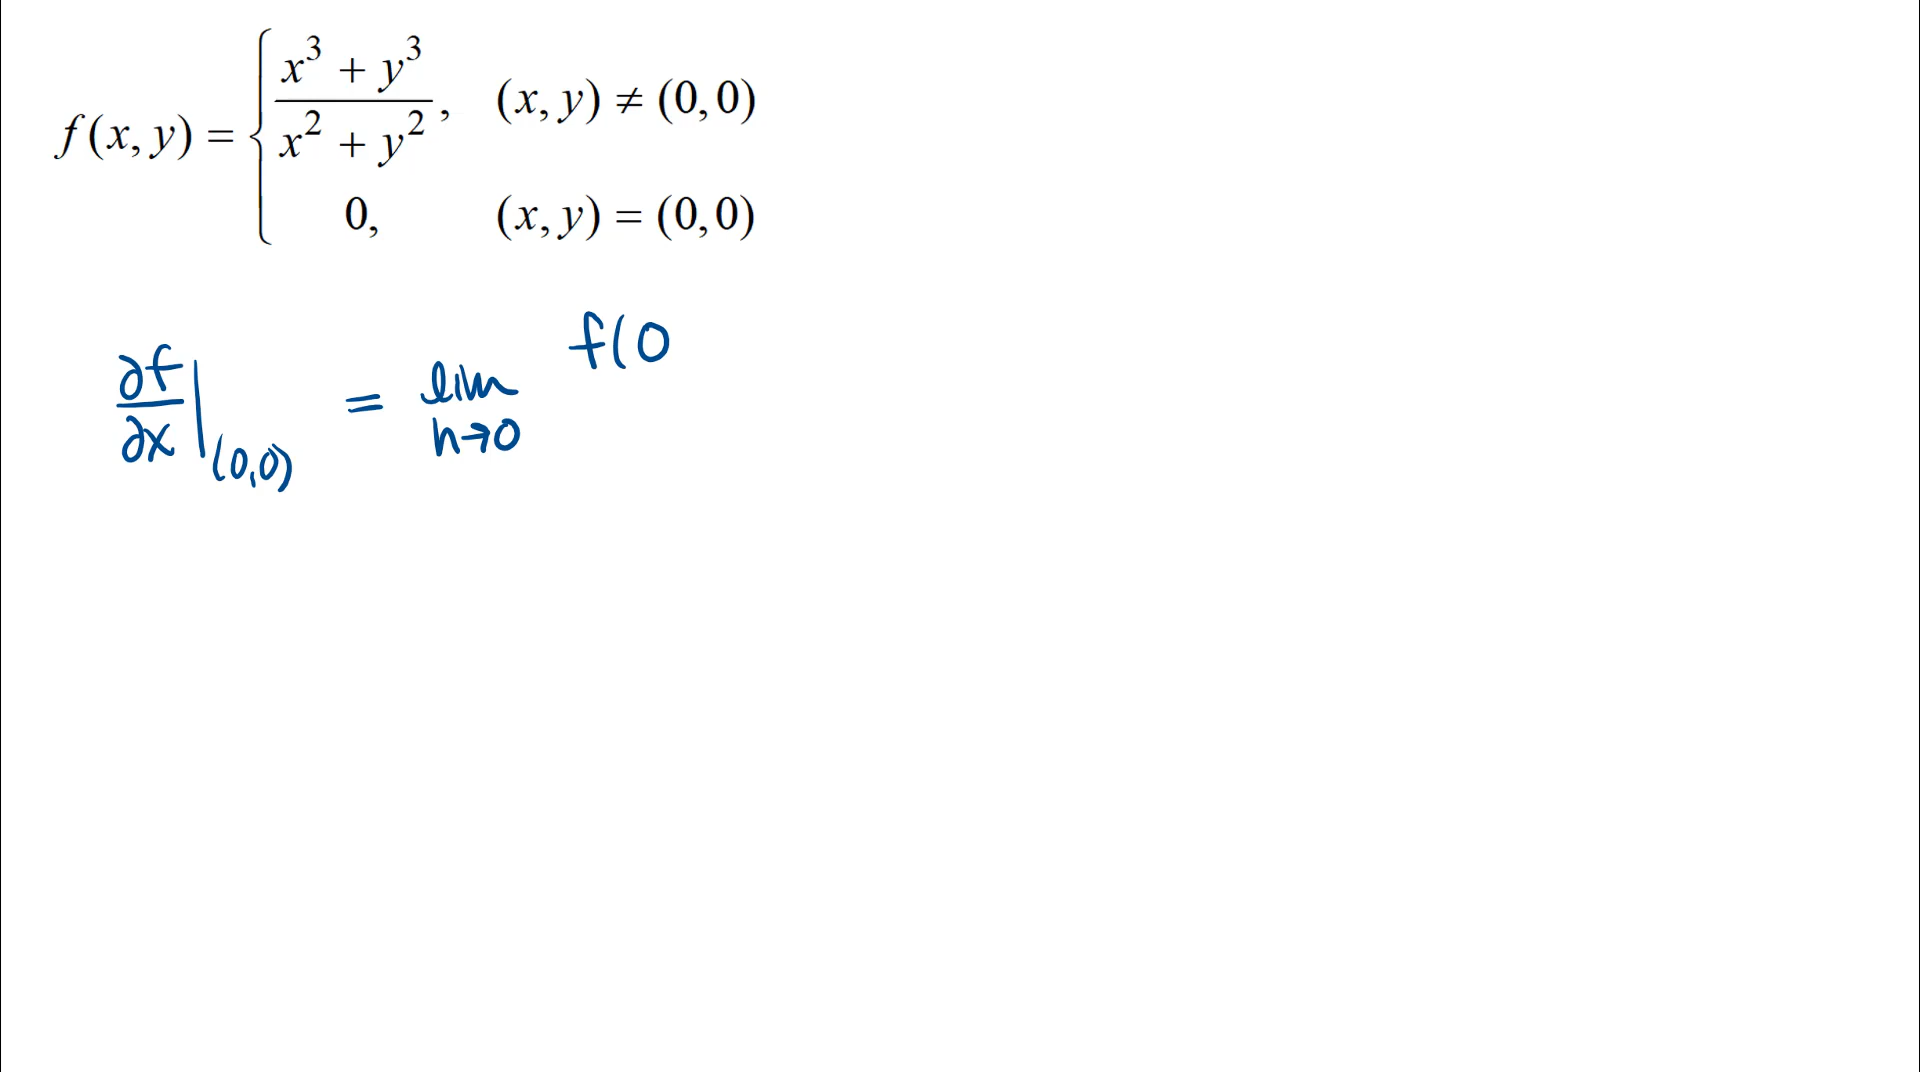 f(x, y) = { (x³ + y³)/(x² + y²), (x, y) ≠ (0, 0)
0, (x, y) = (0, 0)
∂f/∂x |(0,0) = lim h→0 f(0